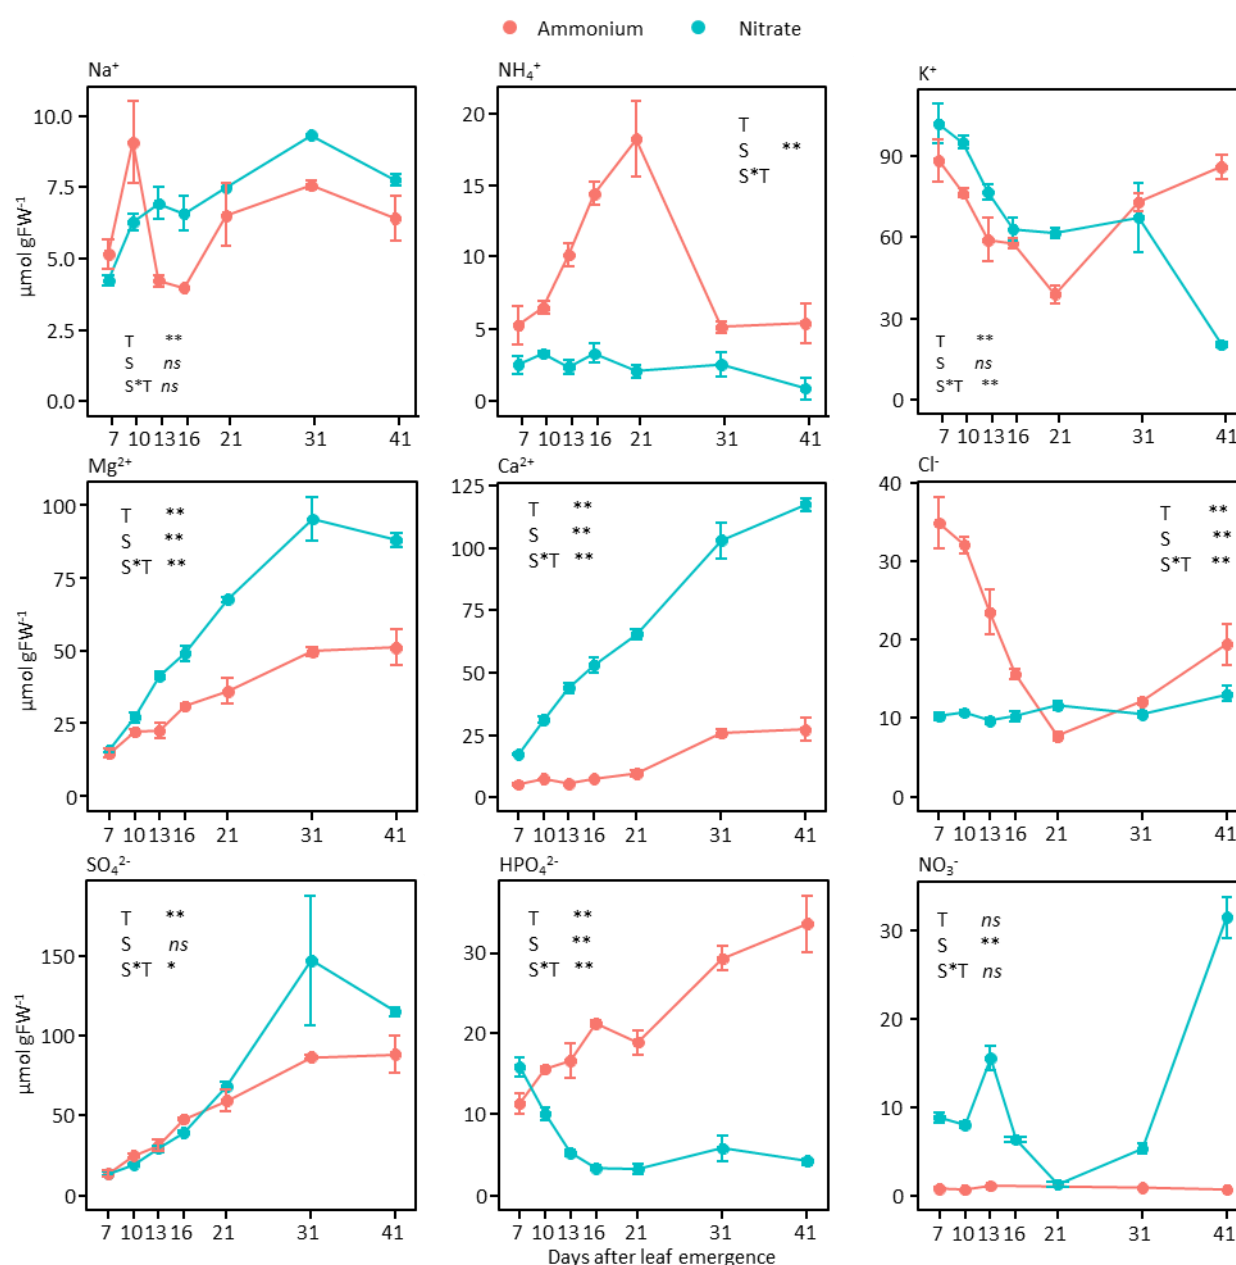 Ammonium Nitrate
Na⁺
10.0
7.5
5.0
2.5
0.0
µmol gFW⁻¹
T **
S ns
S*T ns
7 10 13 16 21 31 41
NH₄⁺
20
15
10
5
0
T
S **
S*T
7 10 13 16 21 31 41
K⁺
90
60
30
0
T **
S ns
S*T **
7 10 13 16 21 31 41
Mg²⁺
100
75
50
25
0
µmol gFW⁻¹
T **
S **
S*T **
7 10 13 16 21 31 41
Ca²⁺
125
100
75
50
25
0
T **
S **
S*T **
7 10 13 16 21 31 41
Cl⁻
40
30
20
10
0
T **
S **
S*T **
7 10 13 16 21 31 41
SO₄²⁻
150
100
50
0
µmol gFW⁻¹
T **
S ns
S*T *
7 10 13 16 21 31 41
HPO₄²⁻
30
20
10
0
T **
S **
S*T **
7 10 13 16 21 31 41
NO₃⁻
30
20
10
0
T ns
S **
S*T ns
7 10 13 16 21 31 41
Days after leaf emergence